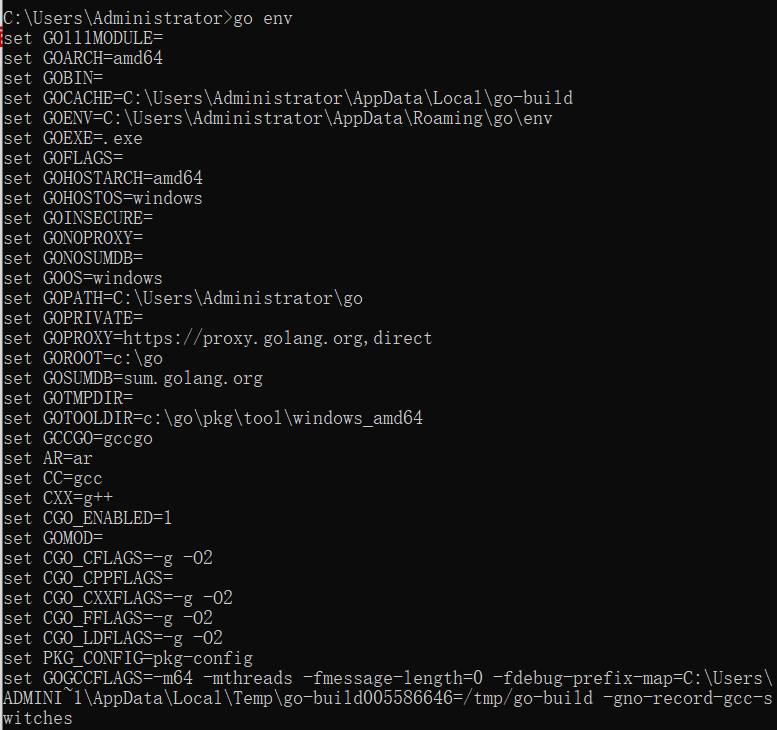 C:\Users\Administrator>go env
set GO111MODULE=
set GOARCH=amd64
set GOBIN=
set GOCACHE=C:\Users\Administrator\AppData\Local\go-build
set GOENV=C:\Users\Administrator\AppData\Roaming\go\env
set GOEXE=.exe
set GOFLAGS=
set GOHOSTARCH=amd64
set GOHOSTOS=windows
set GOINSECURE=
set GONOPROXY=
set GONOSUMDB=
set GOOS=windows
set GOPATH=C:\Users\Administrator\go
set GOPRIVATE=
set GOPROXY=https://proxy.golang.org,direct
set GOROOT=c:\go
set GOSUMDB=sum.golang.org
set GOTMPDIR=
set GOTOOLDIR=c:\go\pkg\tool\windows_amd64
set GCCGO=gccgo
set AR=ar
set CC=gcc
set CXX=g++
set CGO_ENABLED=1
set GOMOD=
set CGO_CFLAGS=-g -O2
set CGO_CPPFLAGS=
set CGO_CXXFLAGS=-g -O2
set CGO_FFLAGS=-g -O2
set CGO_LDFLAGS=-g -O2
set PKG_CONFIG=pkg-config
set GOGCCFLAGS=-m64 -mthreads -fmessage-length=0 -fdebug-prefix-map=C:\Users\
ADMINI~1\AppData\Local\Temp\go-build005586646=/tmp/go-build -gno-record-gcc-s
witches